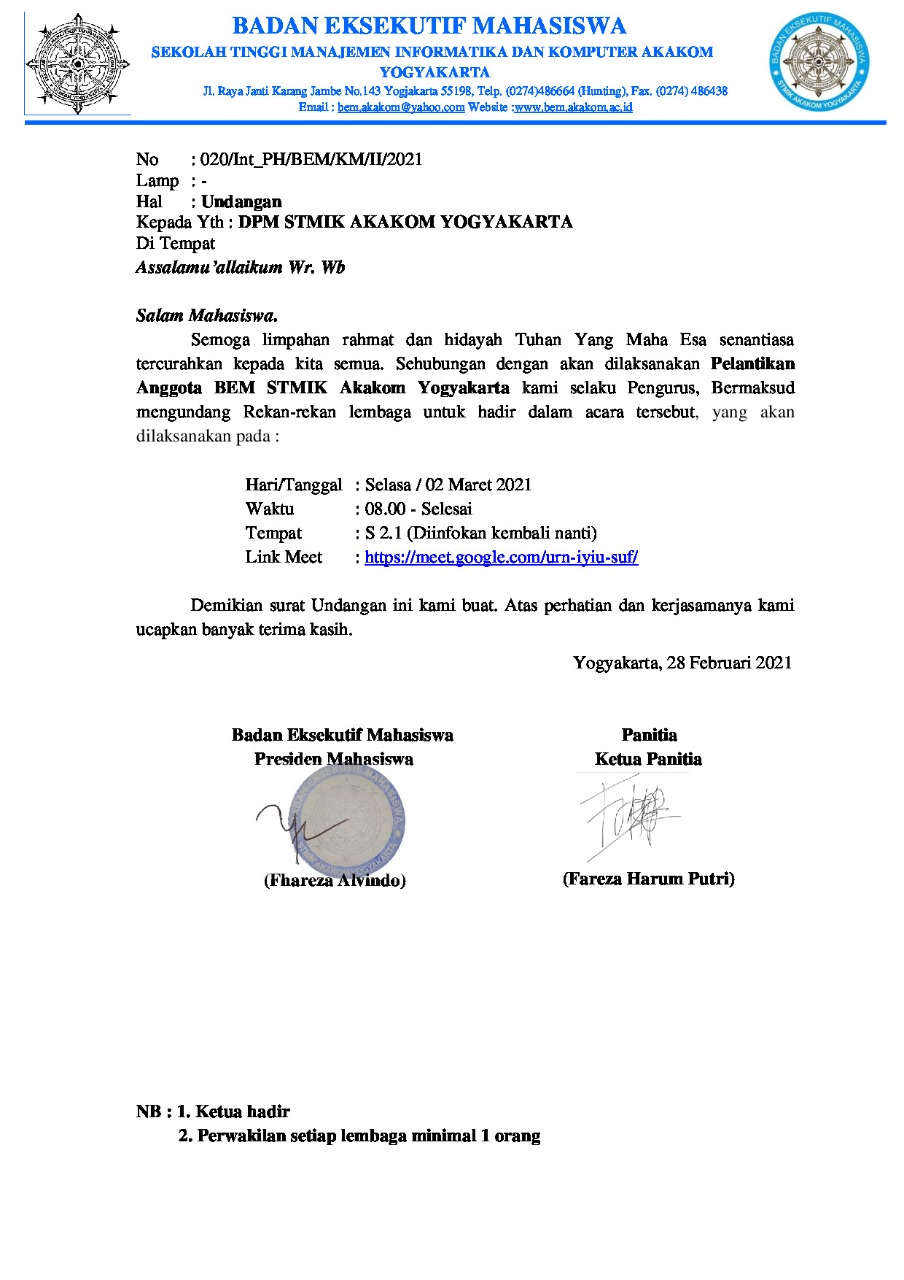 BADAN EKSEKUTIF MAHASISWA
SEKOLAH TINGGI MANAJEMEN INFORMATIKA DAN KOMPUTER AKAKOM
YOGYAKARTA
Jl. Raya Janti Karang Jambe No.143 Yogjakarta 55198, Telp. (0274)486664 (Hunting), Fax. (0274) 486438
Email : bem.akakom@yahoo.com Website :www.bem.akakom.ac.id
BADAN EKSEKUTIF MAHASISWA
STMIK AKAKOM YOGYAKARTA
No : 020/Int_PH/BEM/KM/II/2021
Lamp : -
Hal : Undangan
Kepada Yth : DPM STMIK AKAKOM YOGYAKARTA
Di Tempat
Assalamu’allaikum Wr. Wb
Salam Mahasiswa.
Semoga limpahan rahmat dan hidayah Tuhan Yang Maha Esa senantiasa
tercurahkan kepada kita semua. Sehubungan dengan akan dilaksanakan Pelantikan
Anggota BEM STMIK Akakom Yogyakarta kami selaku Pengurus, Bermaksud
mengundang Rekan-rekan lembaga untuk hadir dalam acara tersebut, yang akan
dilaksanakan pada :
Hari/Tanggal : Selasa / 02 Maret 2021
Waktu : 08.00 - Selesai
Tempat : S 2.1 (Diinfokan kembali nanti)
Link Meet : https://meet.google.com/urn-iyiu-suf/
Demikian surat Undangan ini kami buat. Atas perhatian dan kerjasamanya kami
ucapkan banyak terima kasih.
Yogyakarta, 28 Februari 2021
Badan Eksekutif Mahasiswa
Presiden Mahasiswa
BADAN EKSEKUTIF MAHASISWA
STMIK AKAKOM YOGYAKARTA
(Fhareza Alvindo)
Panitia
Ketua Panitia
(Fareza Harum Putri)
NB : 1. Ketua hadir
2. Perwakilan setiap lembaga minimal 1 orang